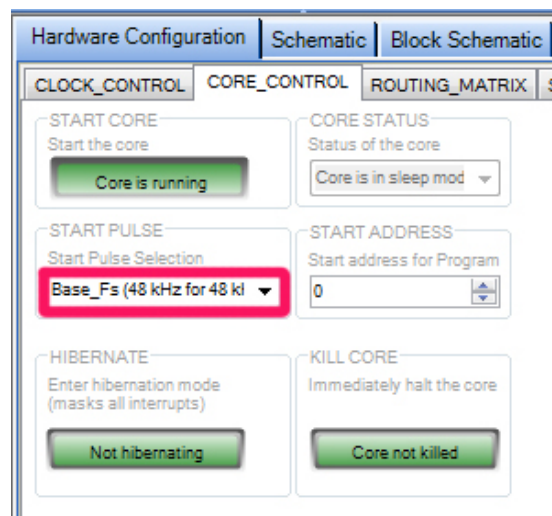 Hardware Configuration Schematic Block Schematic
CLOCK_CONTROL CORE_CONTROL ROUTING_MATRIX
START CORE
Start the core
Core is running
CORE STATUS
Status of the core
Core is in sleep mod
START PULSE
Start Pulse Selection
Base_Fs (48 kHz for 48 k
START ADDRESS
Start address for Program
0
HIBERNATE
Enter hibernation mode
(masks all interrupts)
Not hibernating
KILL CORE
Immediately halt the core
Core not killed